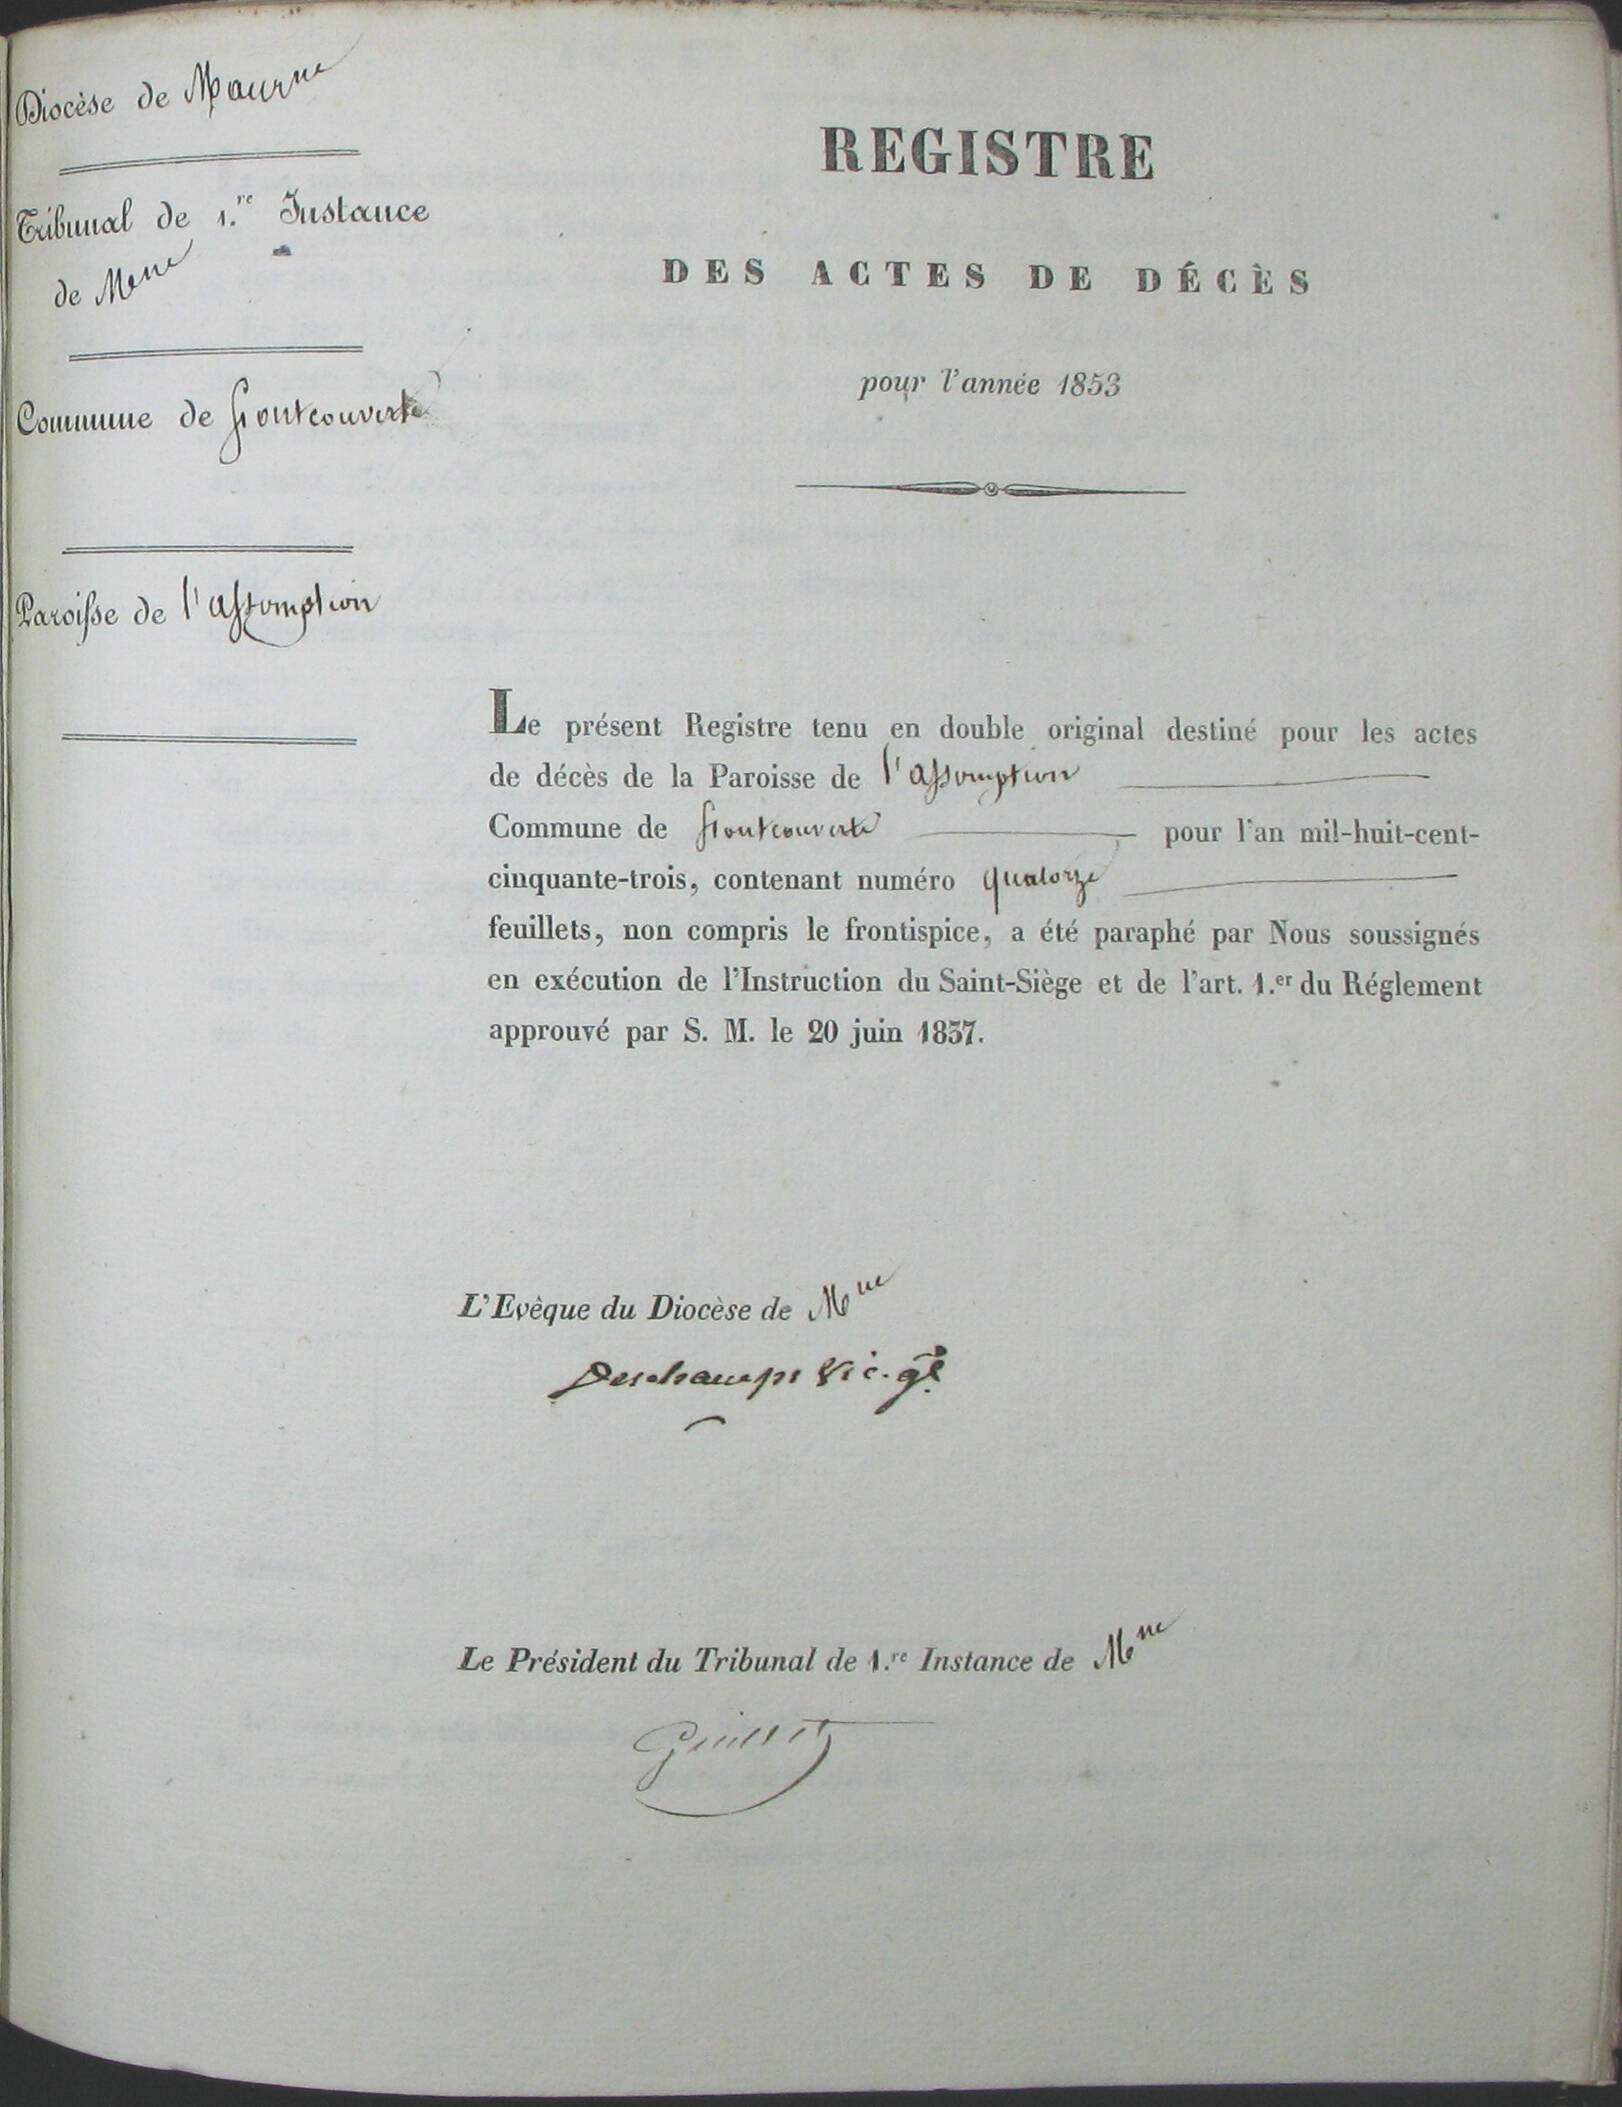 Diocèse de Maurne
Tribunal de 1.re Instance
de Mnne
Commune de Fontcouverte
Paroisse de l'assomption
REGISTRE
DES ACTES DE DÉCÈS
pour l'année 1853
Le présent Registre tenu en double original destiné pour les actes
de décès de la Paroisse de l'assomption
Commune de fontcouverte pour l'an mil-huit-cent-
cinquante-trois, contenant numéro quatorze
feuillets, non compris le frontispice, a été paraphé par Nous soussignés
en exécution de l'Instruction du Saint-Siège et de l'art. 1.er du Réglement
approuvé par S. M. le 20 juin 1837.
L'Evêque du Diocèse de Mne
Deschamps Vic. gl
Le Président du Tribunal de 1.re Instance de Mne